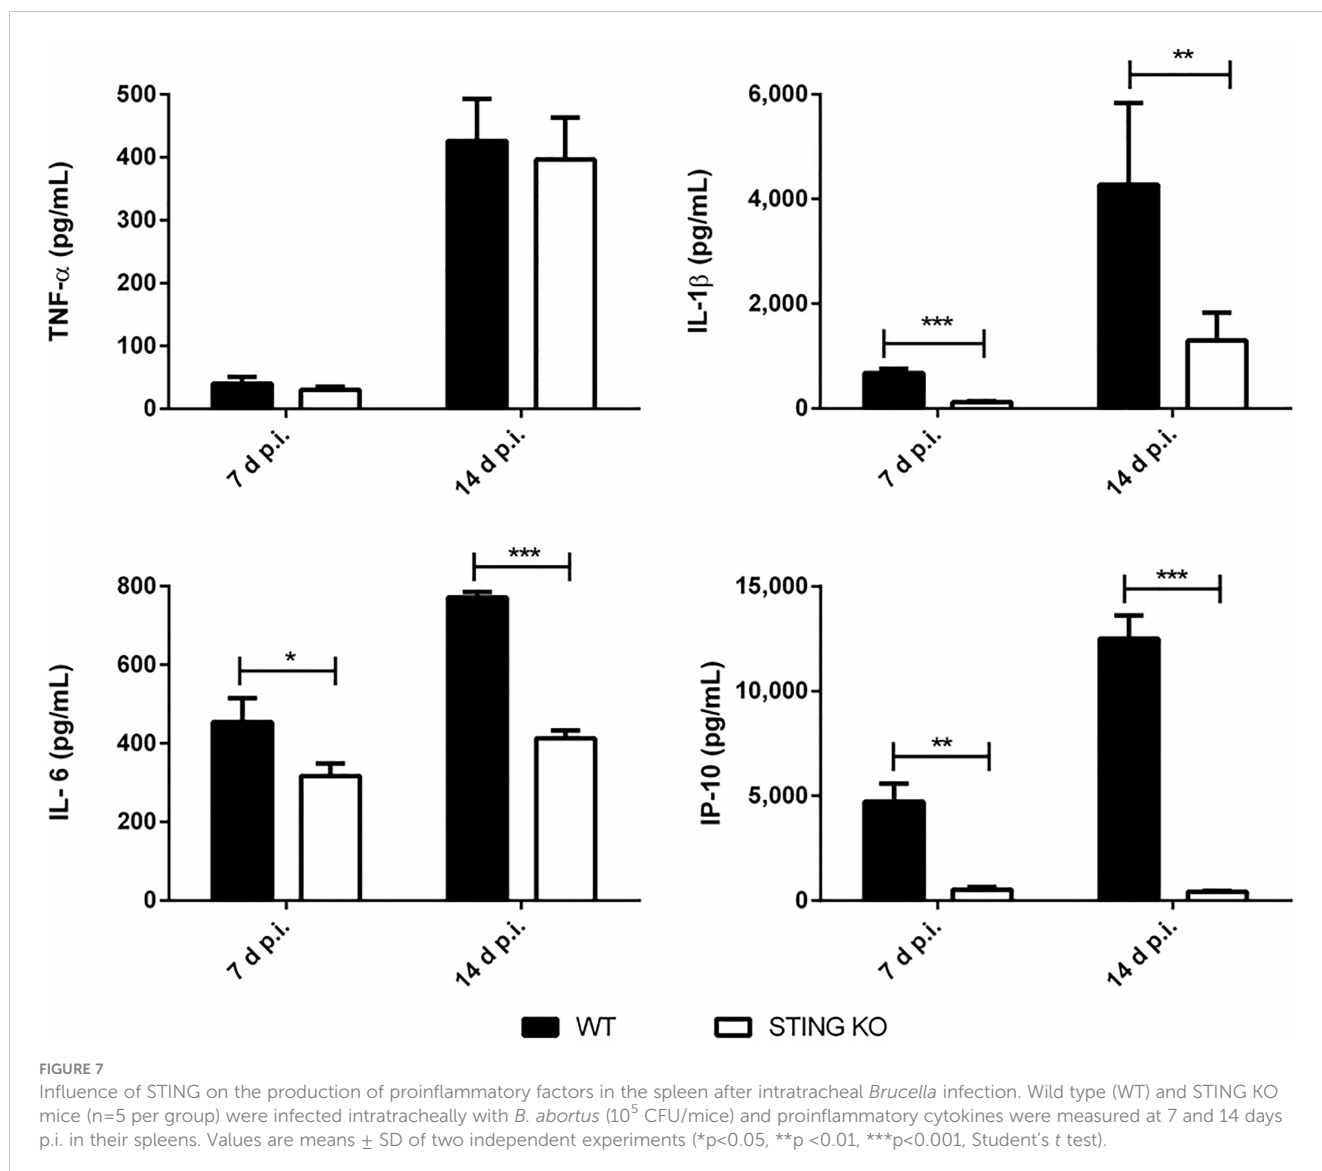 500
400
300
200
100
0
TNF-α (pg/mL)
7 d p.i.
14 d p.i.
**
6,000
4,000
2,000
0
IL-1β (pg/mL)
***
7 d p.i.
14 d p.i.
***
800
600
400
200
0
IL- 6 (pg/mL)
*
7 d p.i.
14 d p.i.
***
15,000
10,000
5,000
0
IP-10 (pg/mL)
**
7 d p.i.
14 d p.i.
WT
STING KO
FIGURE 7
Influence of STING on the production of proinflammatory factors in the spleen after intratracheal Brucella infection. Wild type (WT) and STING KO
mice (n=5 per group) were infected intratracheally with B. abortus (10⁵ CFU/mice) and proinflammatory cytokines were measured at 7 and 14 days
p.i. in their spleens. Values are means ± SD of two independent experiments (*p<0.05, **p <0.01, ***p<0.001, Student’s t test).